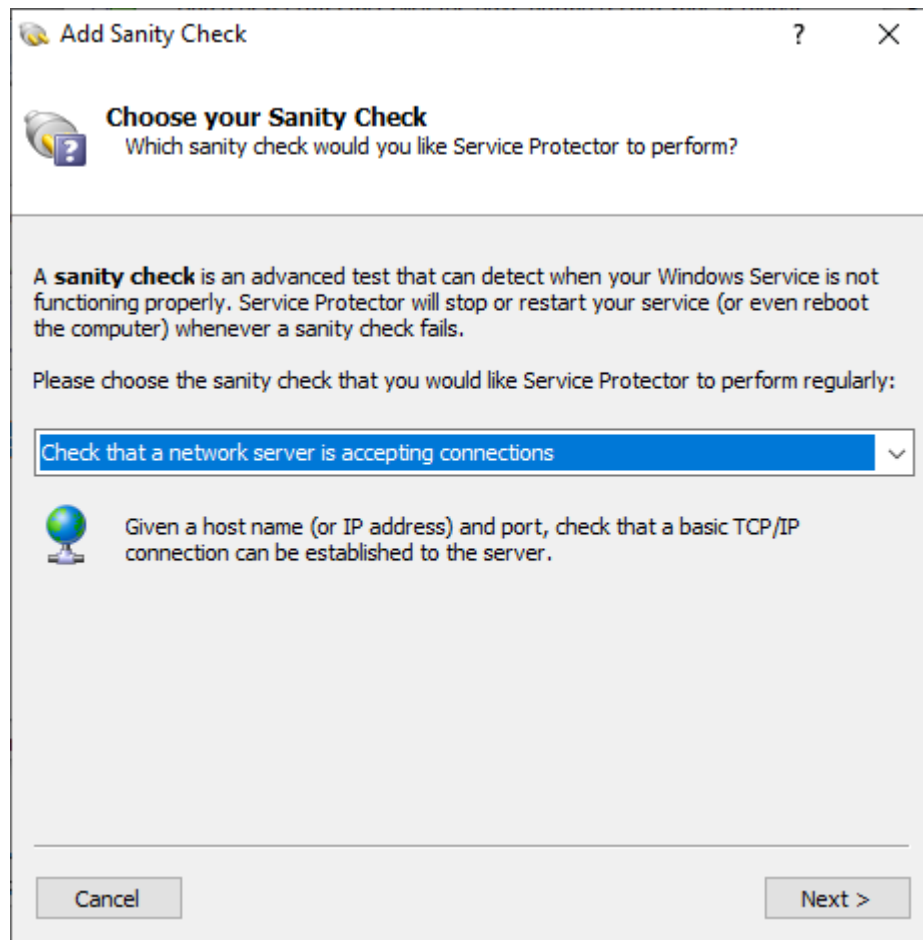 Add Sanity Check
?
Choose your Sanity Check
Which sanity check would you like Service Protector to perform?
A sanity check is an advanced test that can detect when your Windows Service is not
functioning properly. Service Protector will stop or restart your service (or even reboot
the computer) whenever a sanity check fails.
Please choose the sanity check that you would like Service Protector to perform regularly:
Check that a network server is accepting connections
Given a host name (or IP address) and port, check that a basic TCP/IP
connection can be established to the server.
Cancel
Next >